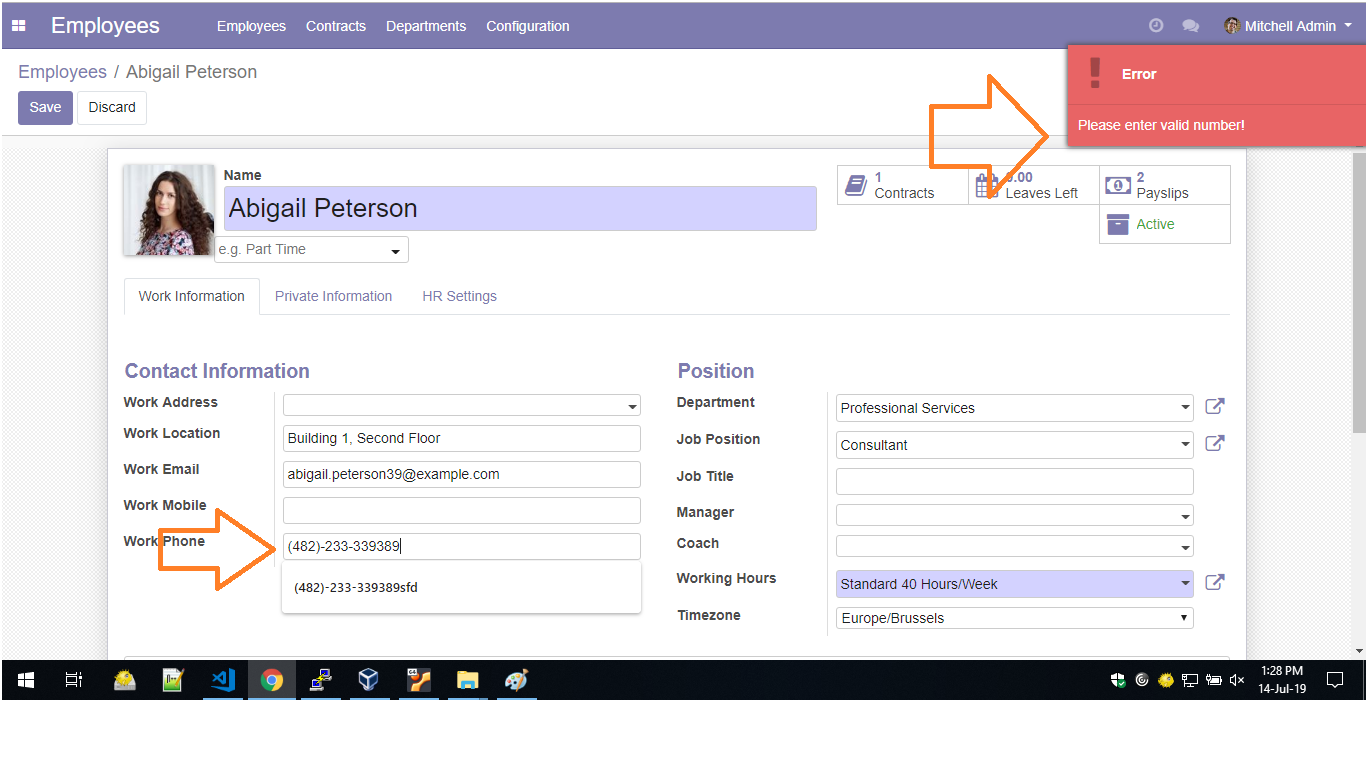 Employees Employees Contracts Departments Configuration Mitchell Admin
Employees / Abigail Peterson
Error
Save Discard
Please enter valid number!
Name
Abigail Peterson
e.g. Part Time
1
Contracts
0.00
Leaves Left
2
Payslips
Active
Work Information Private Information HR Settings
Contact Information
Work Address
Work Location Building 1, Second Floor
Work Email abigail.peterson39@example.com
Work Mobile
Work Phone (482)-233-339389
(482)-233-339389sfd
Position
Department Professional Services
Job Position Consultant
Job Title
Manager
Coach
Working Hours Standard 40 Hours/Week
Timezone Europe/Brussels
64
1:28 PM
14-Jul-19